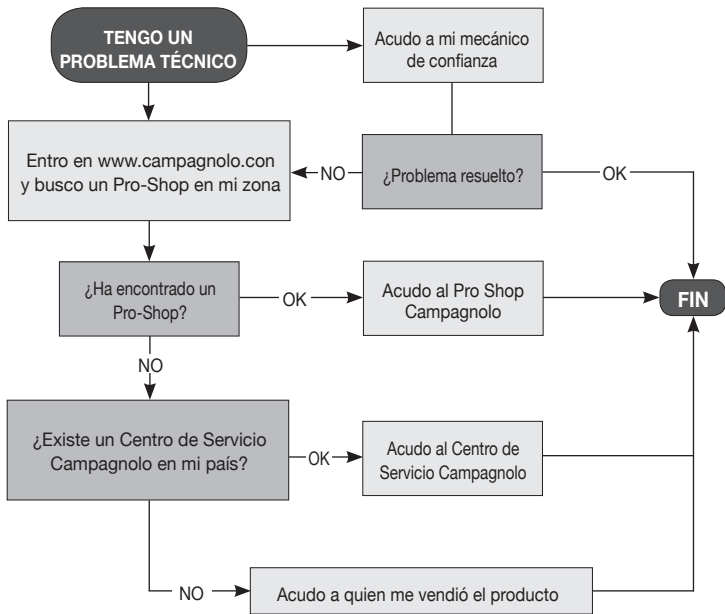 TENGO UN
PROBLEMA TÉCNICO
Acudo a mi mecánico
de confianza
Entro en www.campagnolo.con
y busco un Pro-Shop en mi zona
NO
¿Problema resuelto?
OK
¿Ha encontrado un
Pro-Shop?
OK
Acudo al Pro Shop
Campagnolo
FIN
NO
¿Existe un Centro de Servicio
Campagnolo en mi país?
OK
Acudo al Centro de
Servicio Campagnolo
NO
Acudo a quien me vendió el producto